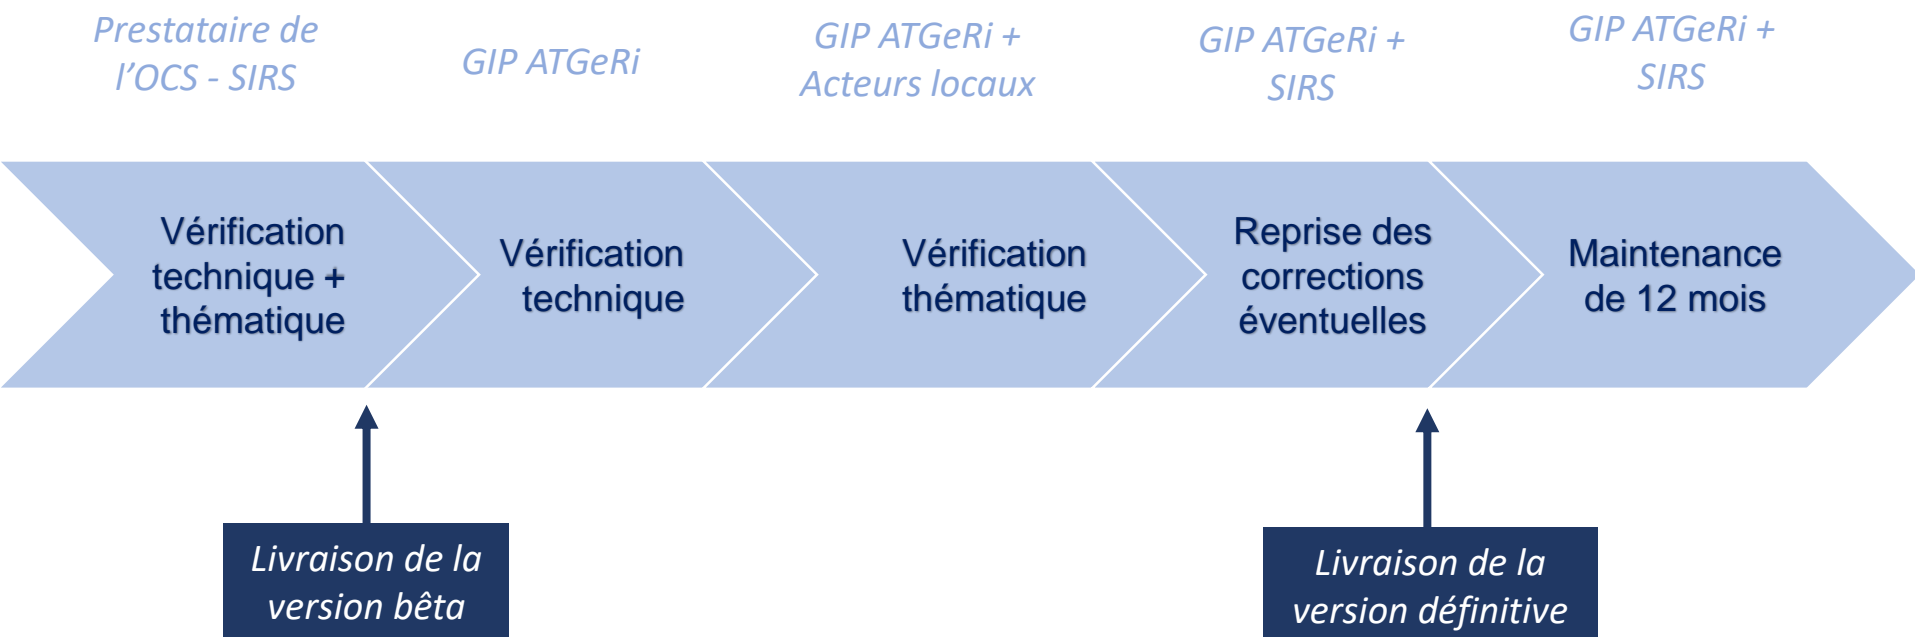 Prestataire de
l'OCS - SIRS
GIP ATGeRi
GIP ATGeRi +
Acteurs locaux
GIP ATGeRi +
SIRS
GIP ATGeRi +
SIRS
Vérification
technique +
thématique
Vérification
technique
Vérification
thématique
Reprise des
corrections
éventuelles
Maintenance
de 12 mois
Livraison de la
version bêta
Livraison de la
version définitive